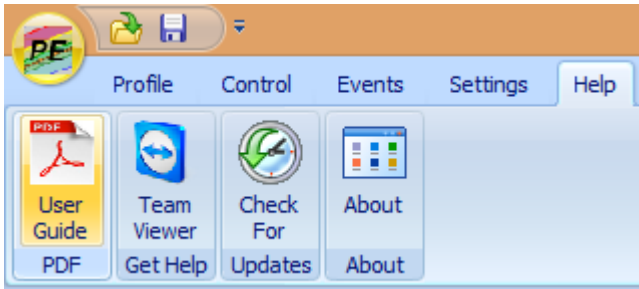 PE
Profile Control Events Settings Help
PDF
User Team Check About
Guide Viewer For
PDF Get Help Updates About